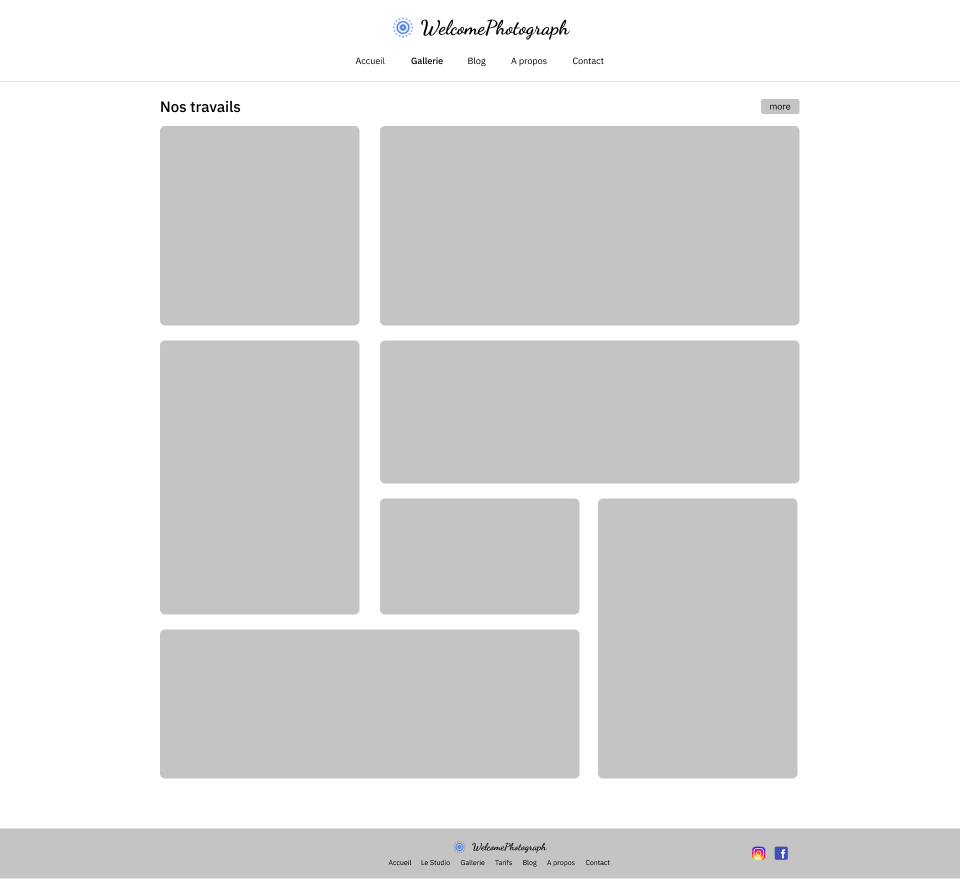 WelcomePhotograph
Accueil Gallerie Blog A propos Contact
Nos travails more
WelcomePhotograph
Accueil Le Studio Gallerie Tarifs Blog A propos Contact